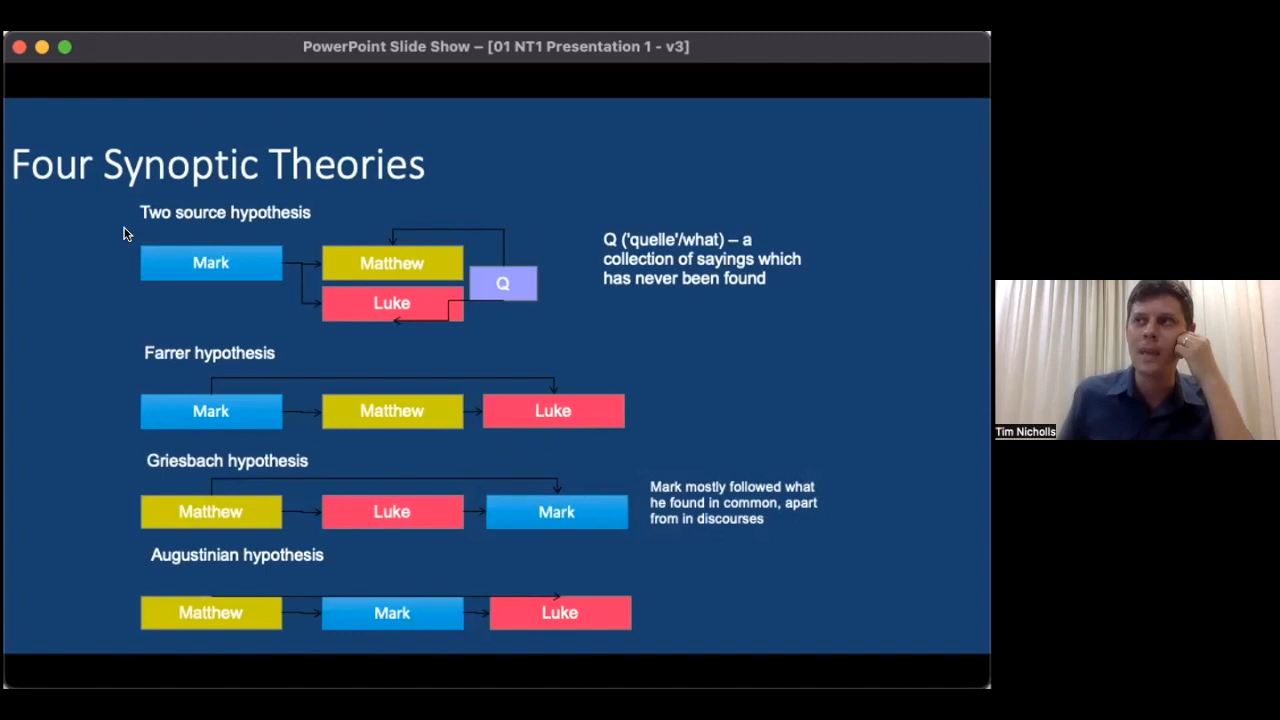 PowerPoint Slide Show – [01 NT1 Presentation 1 - v3]
Four Synoptic Theories
Two source hypothesis
Mark
Matthew
Luke
Q
Q ('quelle'/what) – a
collection of sayings which
has never been found
Farrer hypothesis
Mark
Matthew
Luke
Griesbach hypothesis
Matthew
Luke
Mark
Mark mostly followed what
he found in common, apart
from in discourses
Augustinian hypothesis
Matthew
Mark
Luke
Tim Nicholls